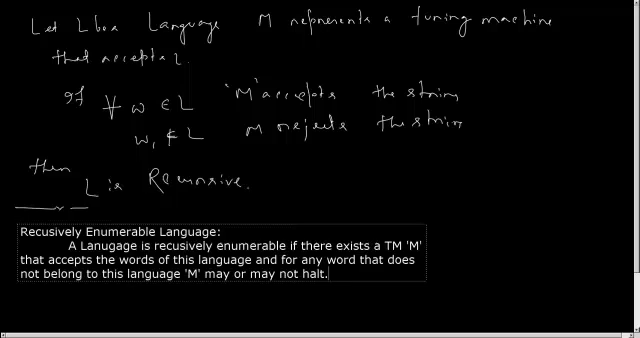 Let L be a Language M represents a turing machine
that accepts L
If ∀ w ∈ L 'M' accepts the string
w, ∉ L M rejects the string
then
L is Recursive.
Recusively Enumerable Language:
A Lanugage is recusively enumerable if there exists a TM 'M'
that accepts the words of this language and for any word that does
not belong to this language 'M' may or may not halt.